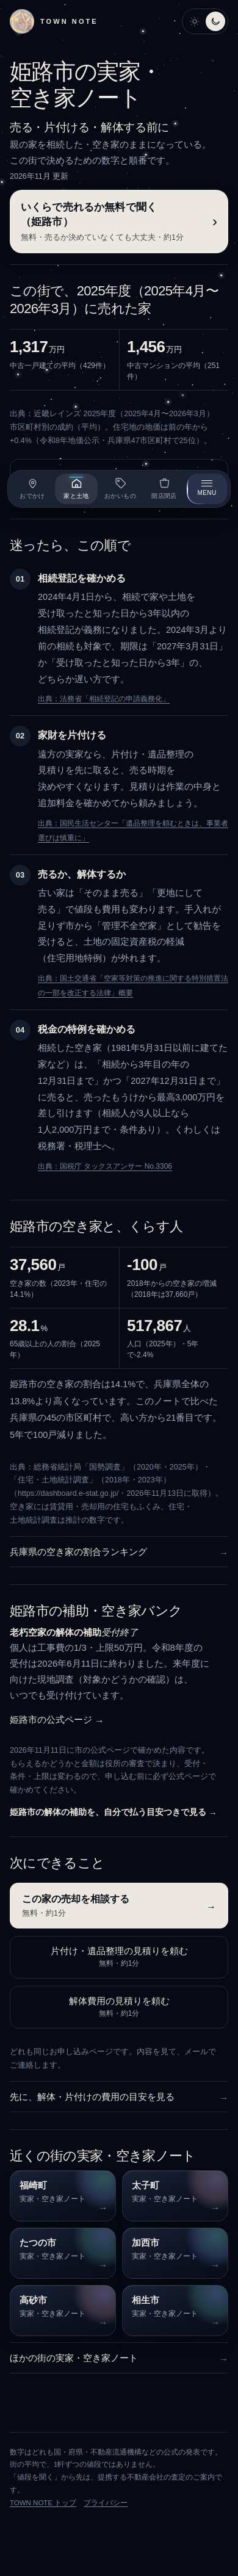 TOWN NOTE
姫路市の実家・
空き家ノート
売る・片付ける・解体する前に
親の家を相続した・空き家のままになっている。
この街で決めるための数字と順番です。
2026年11月 更新
いくらで売れるか無料で聞く
（姫路市）
無料・売るか決めていなくても大丈夫・約1分
この街で、2025年度（2025年4月〜
2026年3月）に売れた家
1,317万円
中古一戸建ての平均（429件）
1,456万円
中古マンションの平均（251
件）
出典：近畿レインズ 2025年度（2025年4月〜2026年3月）
市区町村別の成約（平均）。住宅地の地価は前の年から
+0.4%（令和8年地価公示・兵庫47市区町村で25位）。
おでかけ
家と土地
おかいもの
開店閉店
MENU
迷ったら、この順で
01 相続登記を確かめる
2024年4月1日から、相続で家や土地を
受け取ったと知った日から3年以内の
相続登記が義務になりました。2024年3月より
前の相続も対象で、期限は「2027年3月31日」
か「受け取ったと知った日から3年」の、
どちらか遅い方です。
出典：法務省「相続登記の申請義務化」
02 家財を片付ける
遠方の実家なら、片付け・遺品整理の
見積りを先に取ると、売る時期を
決めやすくなります。見積りは作業の中身と
追加料金を確かめてから頼みましょう。
出典：国民生活センター「遺品整理を頼むときは、事業者
選びは慎重に」
03 売るか、解体するか
古い家は「そのまま売る」「更地にして
売る」で値段も費用も変わります。手入れが
足りず市から「管理不全空家」として勧告を
受けると、土地の固定資産税の軽減
（住宅用地特例）が外れます。
出典：国土交通省「空家等対策の推進に関する特別措置法
の一部を改正する法律」概要
04 税金の特例を確かめる
相続した空き家（1981年5月31日以前に建てた
家など）は、「相続から3年目の年の
12月31日まで」かつ「2027年12月31日まで」
に売ると、売ったもうけから最高3,000万円を
差し引けます（相続人が3人以上なら
1人2,000万円まで・条件あり）。くわしくは
税務署・税理士へ。
出典：国税庁 タックスアンサー No.3306
姫路市の空き家と、くらす人
37,560戸
空き家の数（2023年・住宅の
14.1%）
-100戸
2018年からの空き家の増減
（2018年は37,660戸）
28.1%
65歳以上の人の割合（2025
年）
517,867人
人口（2025年）・5年
で-2.4%
姫路市の空き家の割合は14.1%で、兵庫県全体の
13.8%より高くなっています。このノートで比べた
兵庫県の45の市区町村で、高い方から21番目です。
5年で100戸減りました。
出典：総務省統計局「国勢調査」（2020年・2025年）・
「住宅・土地統計調査」（2018年・2023年）
（https://dashboard.e-stat.go.jp/・2026年11月13日に取得）。
空き家には賃貸用・売却用の住宅もふくみ、住宅・
土地統計調査は推計の数字です。
兵庫県の空き家の割合ランキング →
姫路市の補助・空き家バンク
老朽空家の解体の補助受付終了
個人は工事費の1/3・上限50万円。令和8年度の
受付は2026年6月11日に終わりました。来年度に
向けた現地調査（対象かどうかの確認）は、
いつでも受け付けています。
姫路市の公式ページ →
2026年11月11日に市の公式ページで確かめた内容です。
もらえるかどうかと金額は役所の審査で決まり、受付・
条件・上限は変わるので、申し込む前に必ず公式ページで
確かめてください。
姫路市の解体の補助を、自分で払う目安つきで見る →
次にできること
この家の売却を相談する
無料・約1分
→
片付け・遺品整理の見積りを頼む
無料・約1分
解体費用の見積りを頼む
無料・約1分
どれも同じお申し込みページです。内容を見て、メールで
ご連絡します。
先に、解体・片付けの費用の目安を見る →
近くの街の実家・空き家ノート
福崎町
実家・空き家ノート
→
太子町
実家・空き家ノート
→
たつの市
実家・空き家ノート
→
加西市
実家・空き家ノート
→
高砂市
実家・空き家ノート
→
相生市
実家・空き家ノート
→
ほかの街の実家・空き家ノート →
数字はどれも国・府県・不動産流通機構などの公式の発表です。
街の平均で、1軒ずつの値段ではありません。
「値段を聞く」から先は、提携する不動産会社の査定のご案内で
す。
TOWN NOTE トップ プライバシー